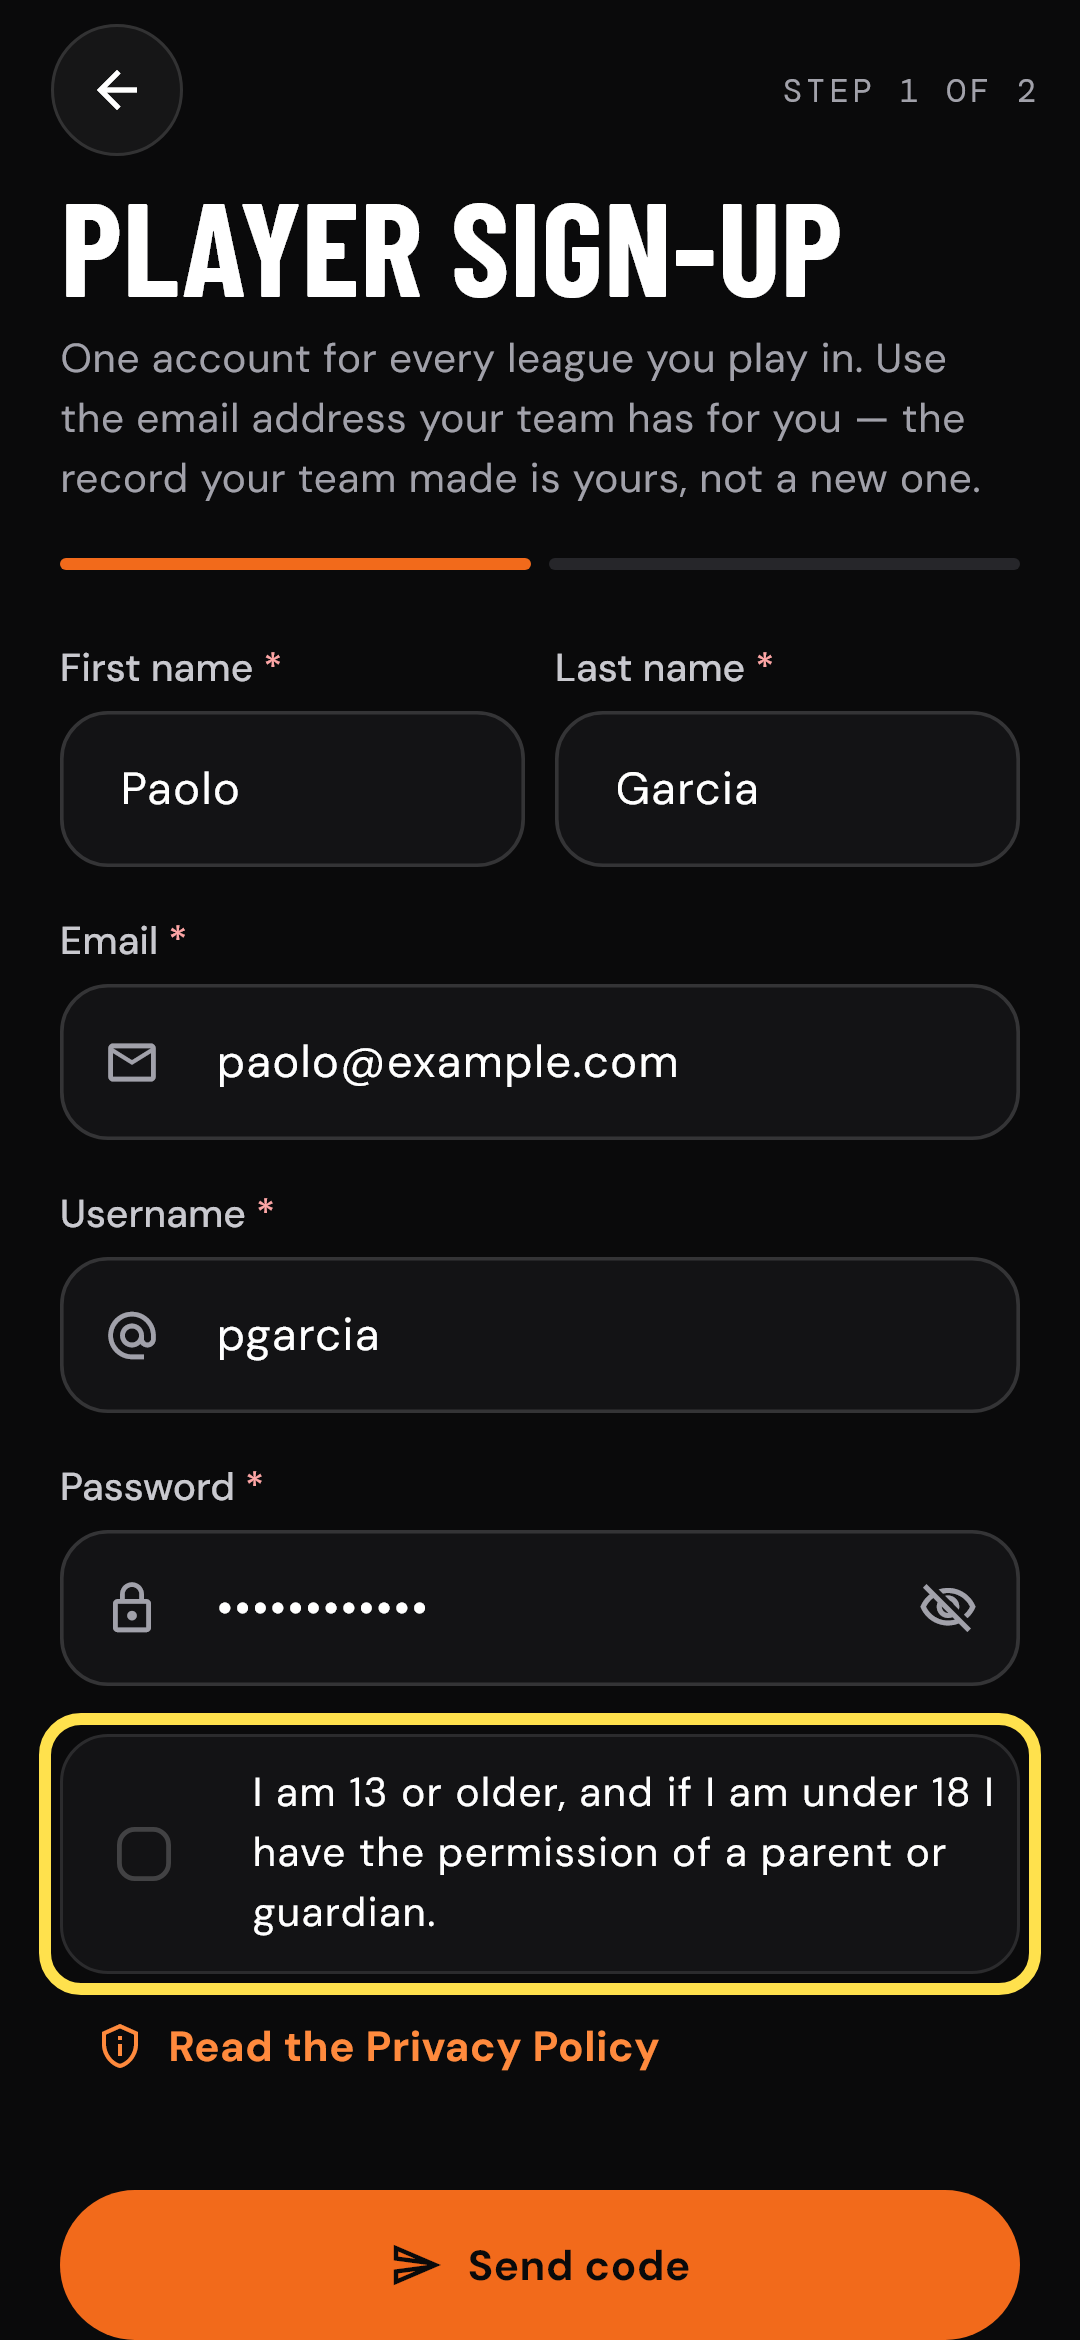 STEP 1 OF 2
PLAYER SIGN-UP
One account for every league you play in. Use
the email address your team has for you — the
record your team made is yours, not a new one.
First name * Last name *
Paolo Garcia
Email *
paolo@example.com
Username *
pgarcia
Password *
••••••••••••
I am 13 or older, and if I am under 18 I
have the permission of a parent or
guardian.
Read the Privacy Policy
Send code